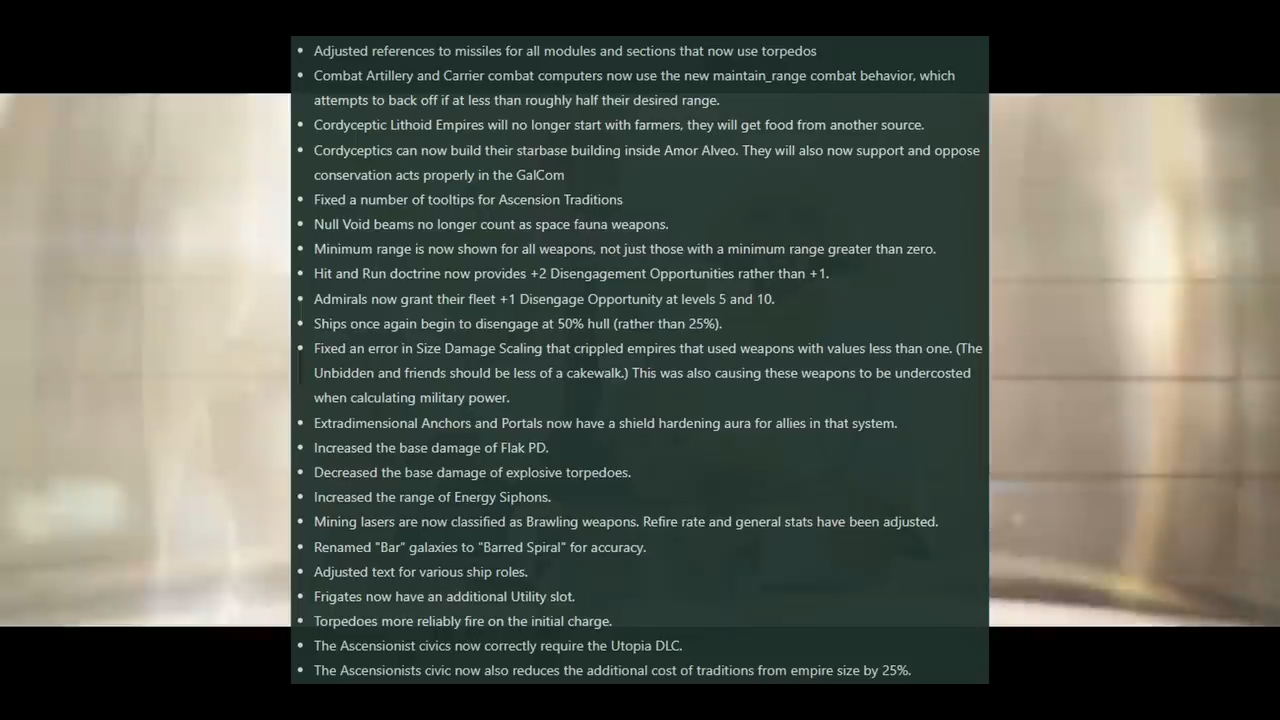 • Adjusted references to missiles for all modules and sections that now use torpedos
• Combat Artillery and Carrier combat computers now use the new maintain_range combat behavior, which
attempts to back off if at less than roughly half their desired range.
• Cordyceptic Lithoid Empires will no longer start with farmers, they will get food from another source.
• Cordyceptics can now build their starbase building inside Amor Alveo. They will also now support and oppose
conservation acts properly in the GalCom
• Fixed a number of tooltips for Ascension Traditions
• Null Void beams no longer count as space fauna weapons.
• Minimum range is now shown for all weapons, not just those with a minimum range greater than zero.
• Hit and Run doctrine now provides +2 Disengagement Opportunities rather than +1.
• Admirals now grant their fleet +1 Disengage Opportunity at levels 5 and 10.
• Ships once again begin to disengage at 50% hull (rather than 25%).
• Fixed an error in Size Damage Scaling that crippled empires that used weapons with values less than one. (The
Unbidden and friends should be less of a cakewalk.) This was also causing these weapons to be undercosted
when calculating military power.
• Extradimensional Anchors and Portals now have a shield hardening aura for allies in that system.
• Increased the base damage of Flak PD.
• Decreased the base damage of explosive torpedoes.
• Increased the range of Energy Siphons.
• Mining lasers are now classified as Brawling weapons. Refire rate and general stats have been adjusted.
• Renamed "Bar" galaxies to "Barred Spiral" for accuracy.
• Adjusted text for various ship roles.
• Frigates now have an additional Utility slot.
• Torpedoes more reliably fire on the initial charge.
• The Ascensionist civics now correctly require the Utopia DLC.
• The Ascensionists civic now also reduces the additional cost of traditions from empire size by 25%.